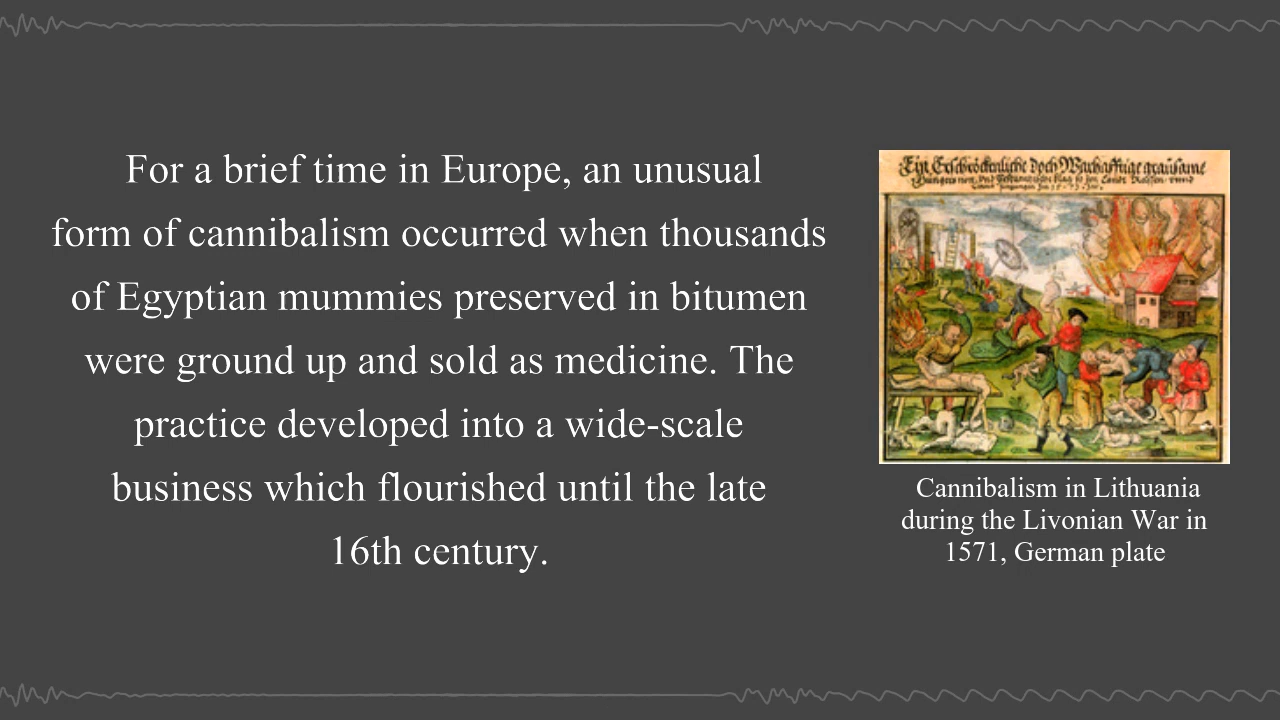 For a brief time in Europe, an unusual
form of cannibalism occurred when thousands
of Egyptian mummies preserved in bitumen
were ground up and sold as medicine. The
practice developed into a wide-scale
business which flourished until the late
16th century.
Cannibalism in Lithuania
during the Livonian War in
1571, German plate